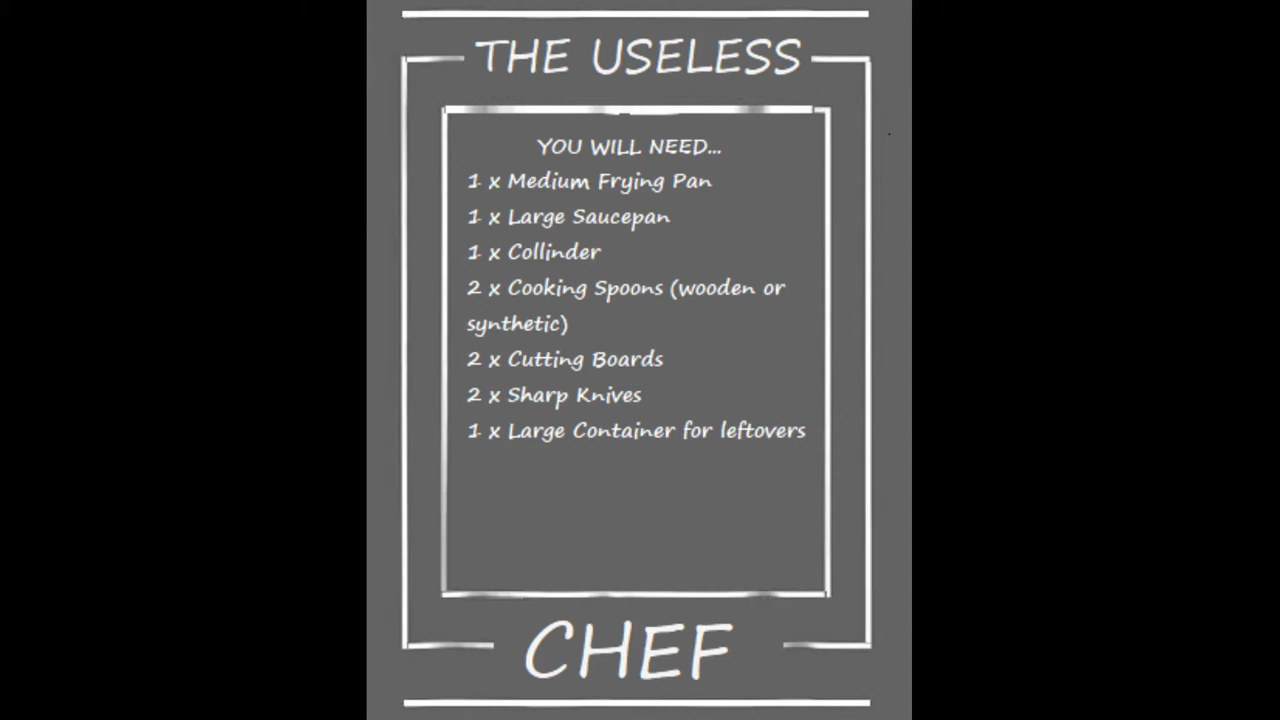 THE USELESS
YOU WILL NEED...
1 x Medium Frying Pan
1 x Large Saucepan
1 x Collinder
2 x Cooking Spoons (wooden or
synthetic)
2 x Cutting Boards
2 x Sharp Knives
1 x Large Container for leftovers
CHEF